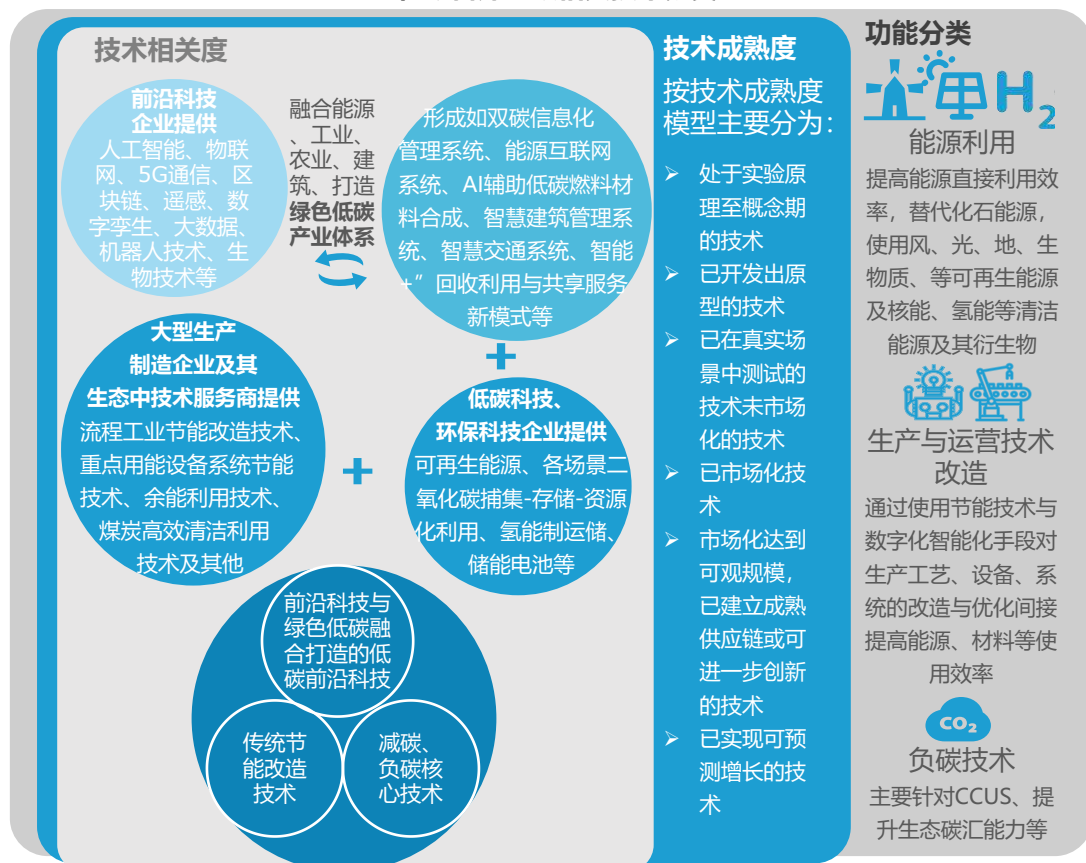 技术相关度
前沿科技
企业提供
人工智能、物联
网、5G通信、区
块链、遥感、数
字孪生、大数据、
机器人技术、生
物技术等
融合能源
、工业、
农业、建
筑、打造
绿色低碳
产业体系
形成如双碳信息化
管理系统、能源互联网
系统、AI辅助低碳燃料材
料合成、智慧建筑管理系
统、智慧交通系统、智能
+”回收利用与共享服务
新模式等
大型生产
制造企业及其
生态中技术服务商提供
流程工业节能改造技术、
重点用能设备系统节能
技术、余能利用技术、
煤炭高效清洁利用
技术及其他
低碳科技、
环保科技企业提供
可再生能源、各场景二
氧化碳捕集-存储-资源
化利用、氢能制运储、
储能电池等
前沿科技与
绿色低碳融
合打造的低
碳前沿科技
传统节
能改造
技术
减碳、
负碳核
心技术
技术成熟度
按技术成熟度
模型主要分为：
➢ 处于实验原
理至概念期
的技术
➢ 已开发出原
型的技术
➢ 已在真实场
景中测试的
技术未市场
化的技术
➢ 已市场化技
术
➢ 市场化达到
可观规模，
已建立成熟
供应链或可
进一步创新
的技术
➢ 已实现可预
测增长的技
术
功能分类
H₂
能源利用
提高能源直接利用效
率，替代化石能源，
使用风、光、地、生
物质、等可再生能源
及核能、氢能等清洁
能源及其衍生物
生产与运营技术
改造
通过使用节能技术与
数字化智能化手段对
生产工艺、设备、系
统的改造与优化间接
提高能源、材料等使
用效率
CO₂
负碳技术
主要针对CCUS、提
升生态碳汇能力等